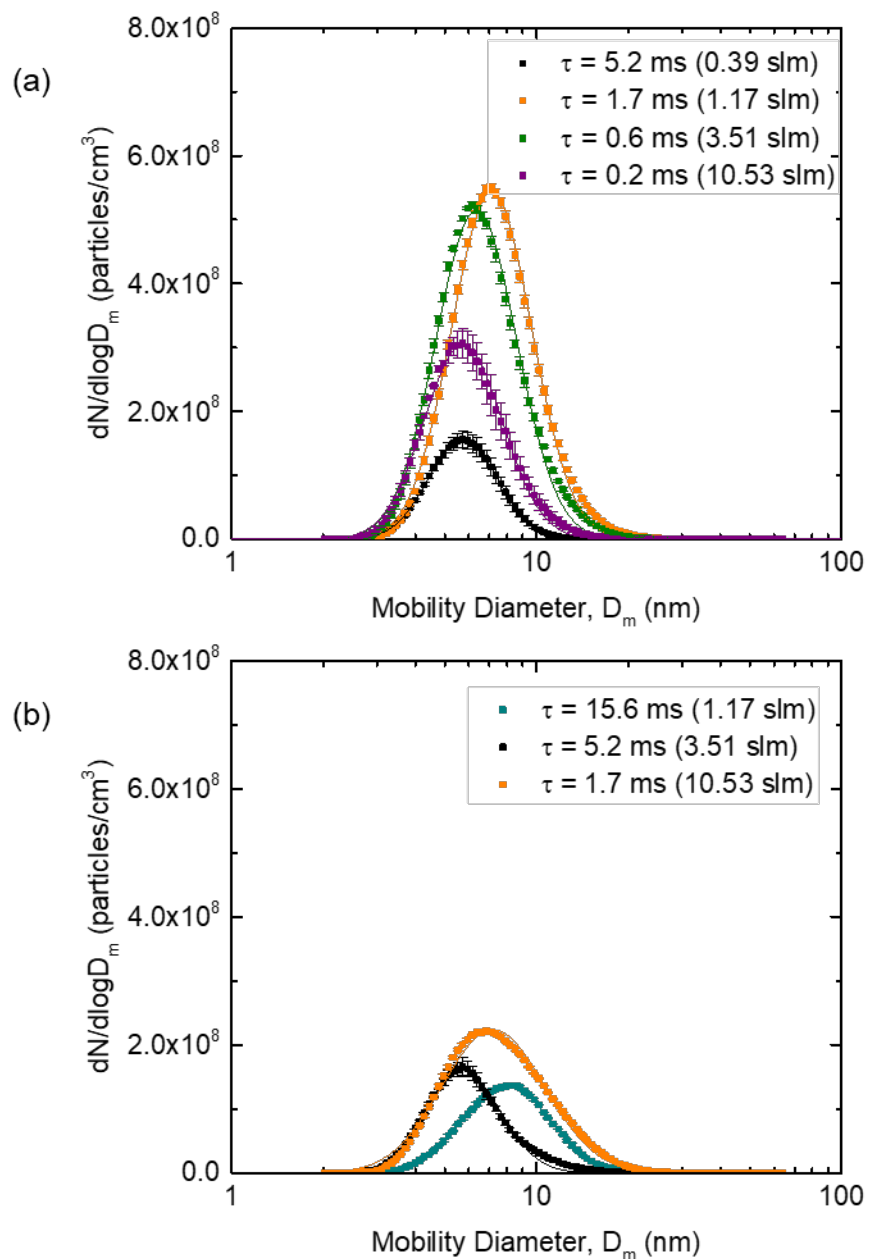 (a)
8.0x10⁸
6.0x10⁸
4.0x10⁸
2.0x10⁸
0.0
dN/dlogDₘ (particles/cm³)
τ = 5.2 ms (0.39 slm)
τ = 1.7 ms (1.17 slm)
τ = 0.6 ms (3.51 slm)
τ = 0.2 ms (10.53 slm)
1 10 100
Mobility Diameter, Dₘ (nm)
(b)
8.0x10⁸
6.0x10⁸
4.0x10⁸
2.0x10⁸
0.0
dN/dlogDₘ (particles/cm³)
τ = 15.6 ms (1.17 slm)
τ = 5.2 ms (3.51 slm)
τ = 1.7 ms (10.53 slm)
1 10 100
Mobility Diameter, Dₘ (nm)